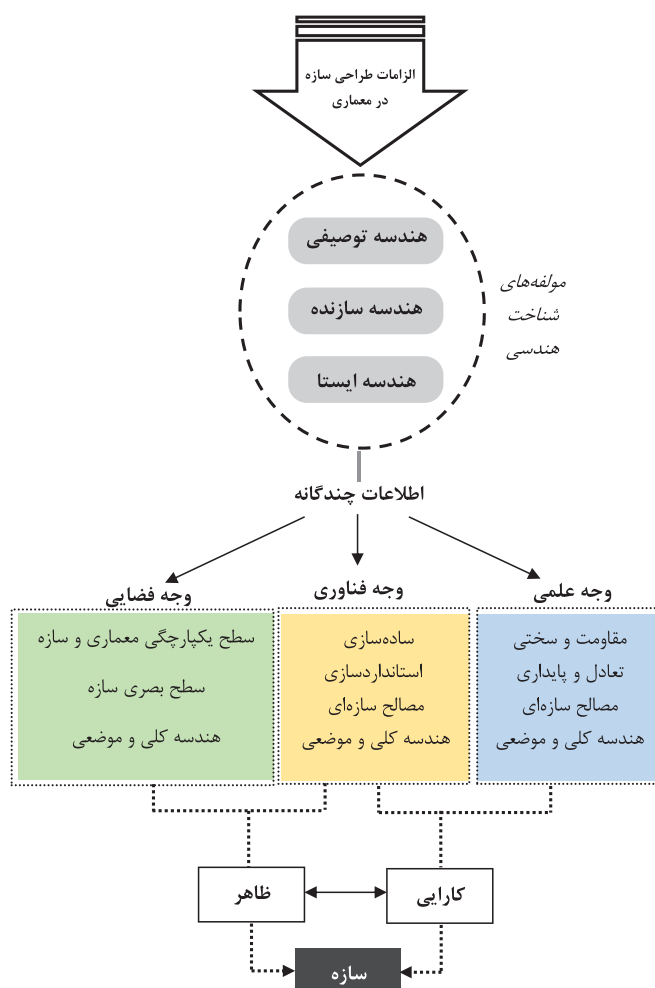 الزامات طراحی سازه
در معماری
هندسه توصیفی
هندسه سازنده
هندسه ایستا
مولفه‌های
شناخت
هندسی
اطلاعات چندگانه
وجه علمی
مقاومت و سختی
تعادل و پایداری
مصالح سازه‌ای
هندسه کلی و موضعی
وجه فناوری
ساده‌سازی
استانداردسازی
مصالح سازه‌ای
هندسه کلی و موضعی
وجه فضایی
سطح یکپارچگی معماری و سازه
سطح بصری سازه
هندسه کلی و موضعی
کارایی
ظاهر
سازه